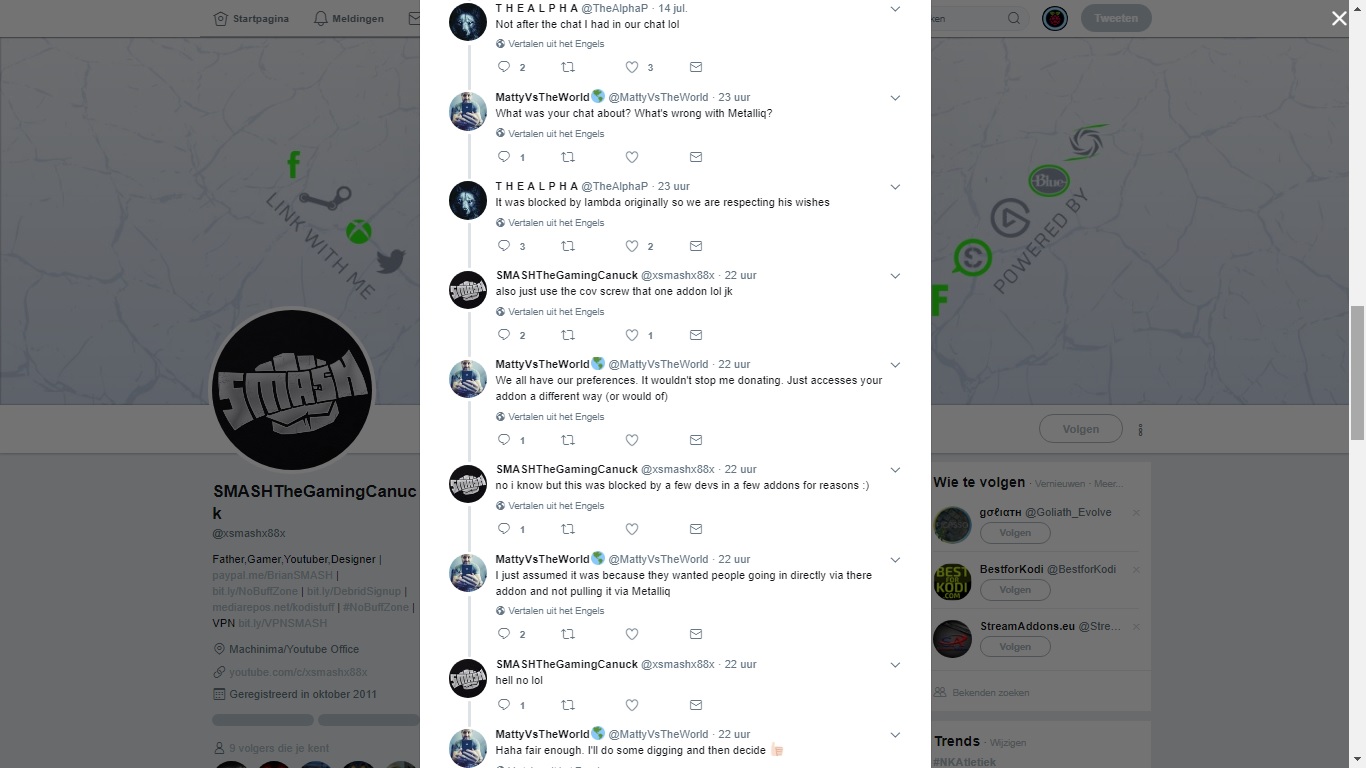 Startpagina
Meldingen
ken
Tweeten
T H E A L P H A @TheAlphaP · 14 jul.
Not after the chat I had in our chat lol
Vertalen uit het Engels
2 3
MattyVsTheWorld🌎 @MattyVsTheWorld · 23 uur
What was your chat about? What's wrong with Metalliq?
Vertalen uit het Engels
1
T H E A L P H A @TheAlphaP · 23 uur
It was blocked by lambda originally so we are respecting his wishes
Vertalen uit het Engels
3 2
SMASHTheGamingCanuck @xsmashx88x · 22 uur
also just use the cov screw that one addon lol jk
Vertalen uit het Engels
2 1
MattyVsTheWorld🌎 @MattyVsTheWorld · 22 uur
We all have our preferences. It wouldn't stop me donating. Just accesses your
addon a different way (or would of)
Vertalen uit het Engels
1
SMASHTheGamingCanuck @xsmashx88x · 22 uur
no i know but this was blocked by a few devs in a few addons for reasons :)
Vertalen uit het Engels
1
MattyVsTheWorld🌎 @MattyVsTheWorld · 22 uur
I just assumed it was because they wanted people going in directly via there
addon and not pulling it via Metalliq
Vertalen uit het Engels
2
SMASHTheGamingCanuck @xsmashx88x · 22 uur
hell no lol
1
MattyVsTheWorld🌎 @MattyVsTheWorld · 22 uur
Haha fair enough. I'll do some digging and then decide 👍🏻
LINK WITH ME
SMASH
SMASHTheGamingCanuc
k
@xsmashx88x
Father,Gamer,Youtuber,Designer |
paypal.me/BrianSMASH |
bit.ly/NoBuffZone | bit.ly/DebridSignup |
mediarepos.net/kodistuff | #NoBuffZone |
VPN bit.ly/VPNSMASH
Machinima/Youtube Office
youtube.com/c/xsmashx88x
Geregistreerd in oktober 2011
9 volgers die je kent
Blue
POWERED BY
Volgen
Wie te volgen · Vernieuwen · Meer...
gσℓιατн @Goliath_Evolve
Volgen
BEST
FOR
KODI
.COM
BestforKodi @BestforKodi
Volgen
StreamAddons.eu @Stre...
Volgen
Bekenden zoeken
Trends · Wijzigen
#NKAtletiek